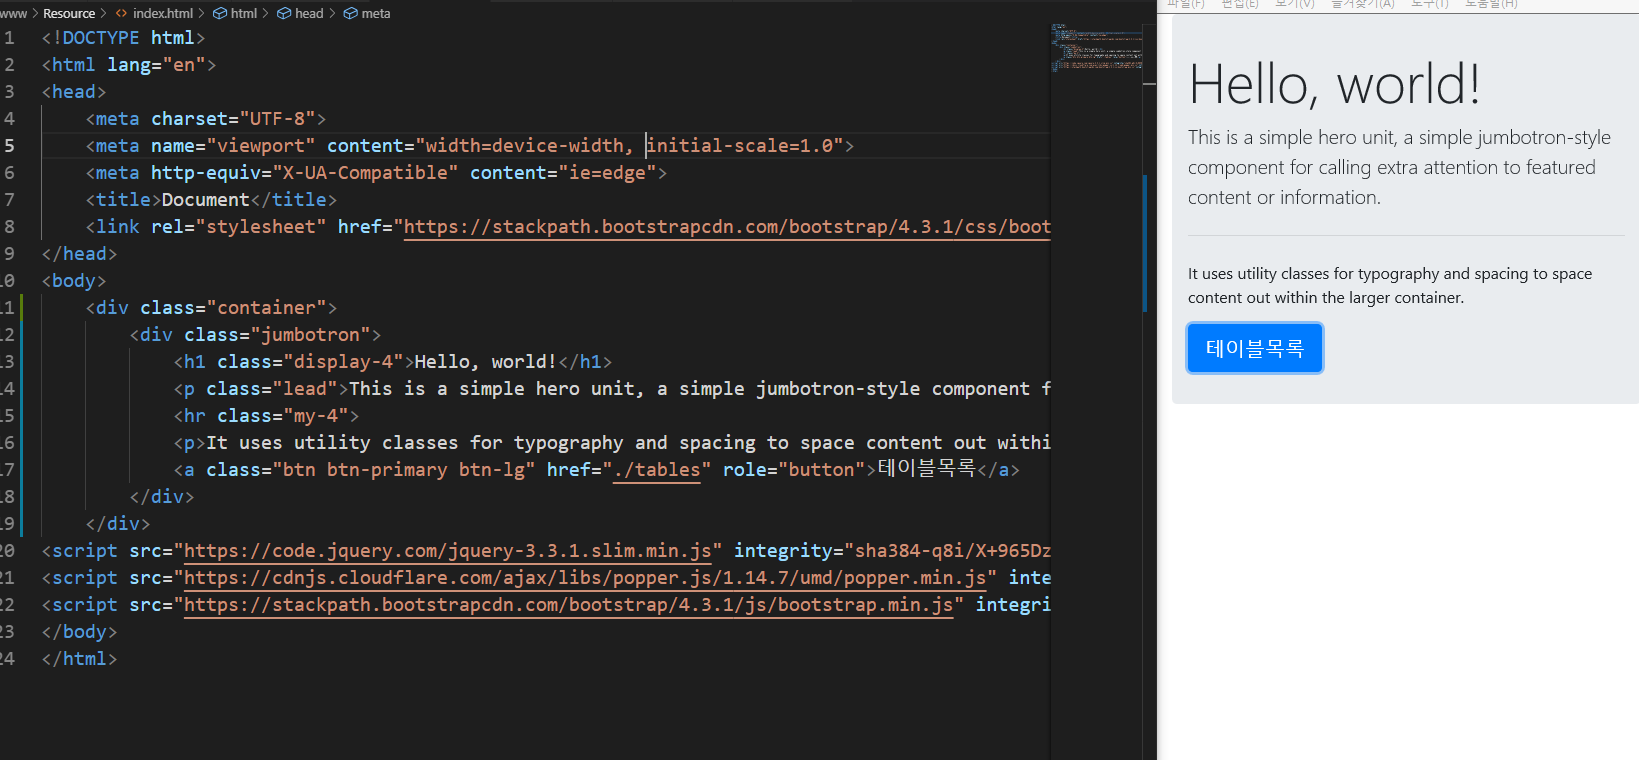 www > Resource > <> index.html > html > head > meta
1 <!DOCTYPE html>
2 <html lang="en">
3 <head>
4 <meta charset="UTF-8">
5 <meta name="viewport" content="width=device-width, initial-scale=1.0">
6 <meta http-equiv="X-UA-Compatible" content="ie=edge">
7 <title>Document</title>
8 <link rel="stylesheet" href="https://stackpath.bootstrapcdn.com/bootstrap/4.3.1/css/boot
9 </head>
10 <body>
11 <div class="container">
12 <div class="jumbotron">
13 <h1 class="display-4">Hello, world!</h1>
14 <p class="lead">This is a simple hero unit, a simple jumbotron-style component f
15 <hr class="my-4">
16 <p>It uses utility classes for typography and spacing to space content out withi
17 <a class="btn btn-primary btn-lg" href="./tables" role="button">테이블목록</a>
18 </div>
19 </div>
20 <script src="https://code.jquery.com/jquery-3.3.1.slim.min.js" integrity="sha384-q8i/X+965Dz
21 <script src="https://cdnjs.cloudflare.com/ajax/libs/popper.js/1.14.7/umd/popper.min.js" inte
22 <script src="https://stackpath.bootstrapcdn.com/bootstrap/4.3.1/js/bootstrap.min.js" integri
23 </body>
24 </html>
파일(F) 편집(E) 보기(V) 즐겨찾기(A) 도구(T) 도움말(H)
Hello, world!
This is a simple hero unit, a simple jumbotron-style
component for calling extra attention to featured
content or information.
It uses utility classes for typography and spacing to space
content out within the larger container.
테이블목록